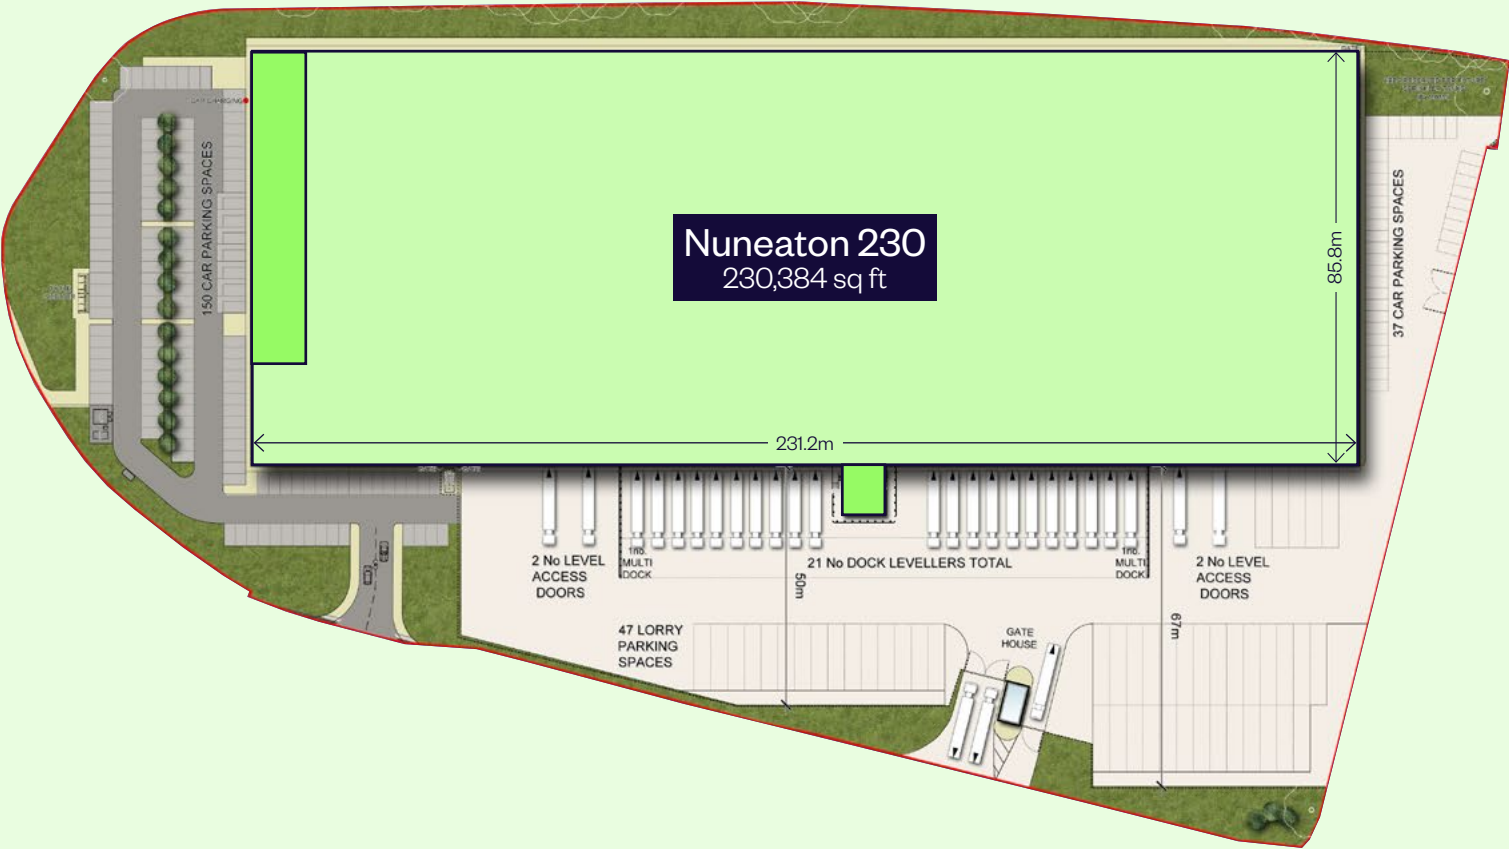 Nuneaton 230
230,384 sq ft
85.8m
231.2m
150 CAR PARKING SPACES
37 CAR PARKING SPACES
2 No LEVEL
ACCESS
DOORS
1no.
MULTI
DOCK
21 No DOCK LEVELLERS TOTAL
1no.
MULTI
DOCK
2 No LEVEL
ACCESS
DOORS
50m
67m
47 LORRY
PARKING
SPACES
GATE
HOUSE